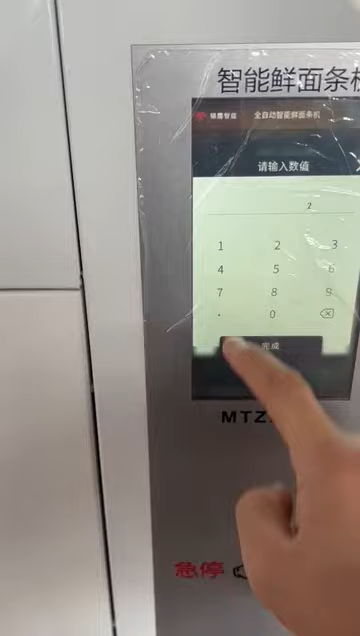 智能鲜面条机
全自动智能鲜面条机
请输入数值
2
1 2 3
4 5 6
7 8 9
. 0
完成
MTZ
急停